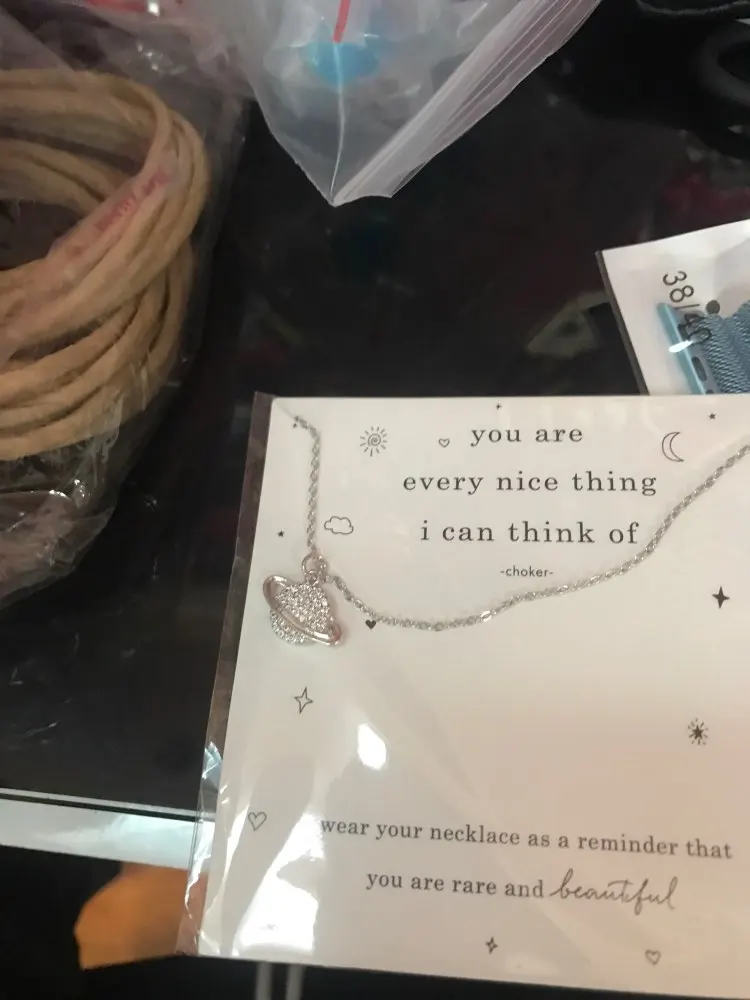 38/40
you are
every nice thing
i can think of
-choker-
wear your necklace as a reminder that
you are rare and beautiful